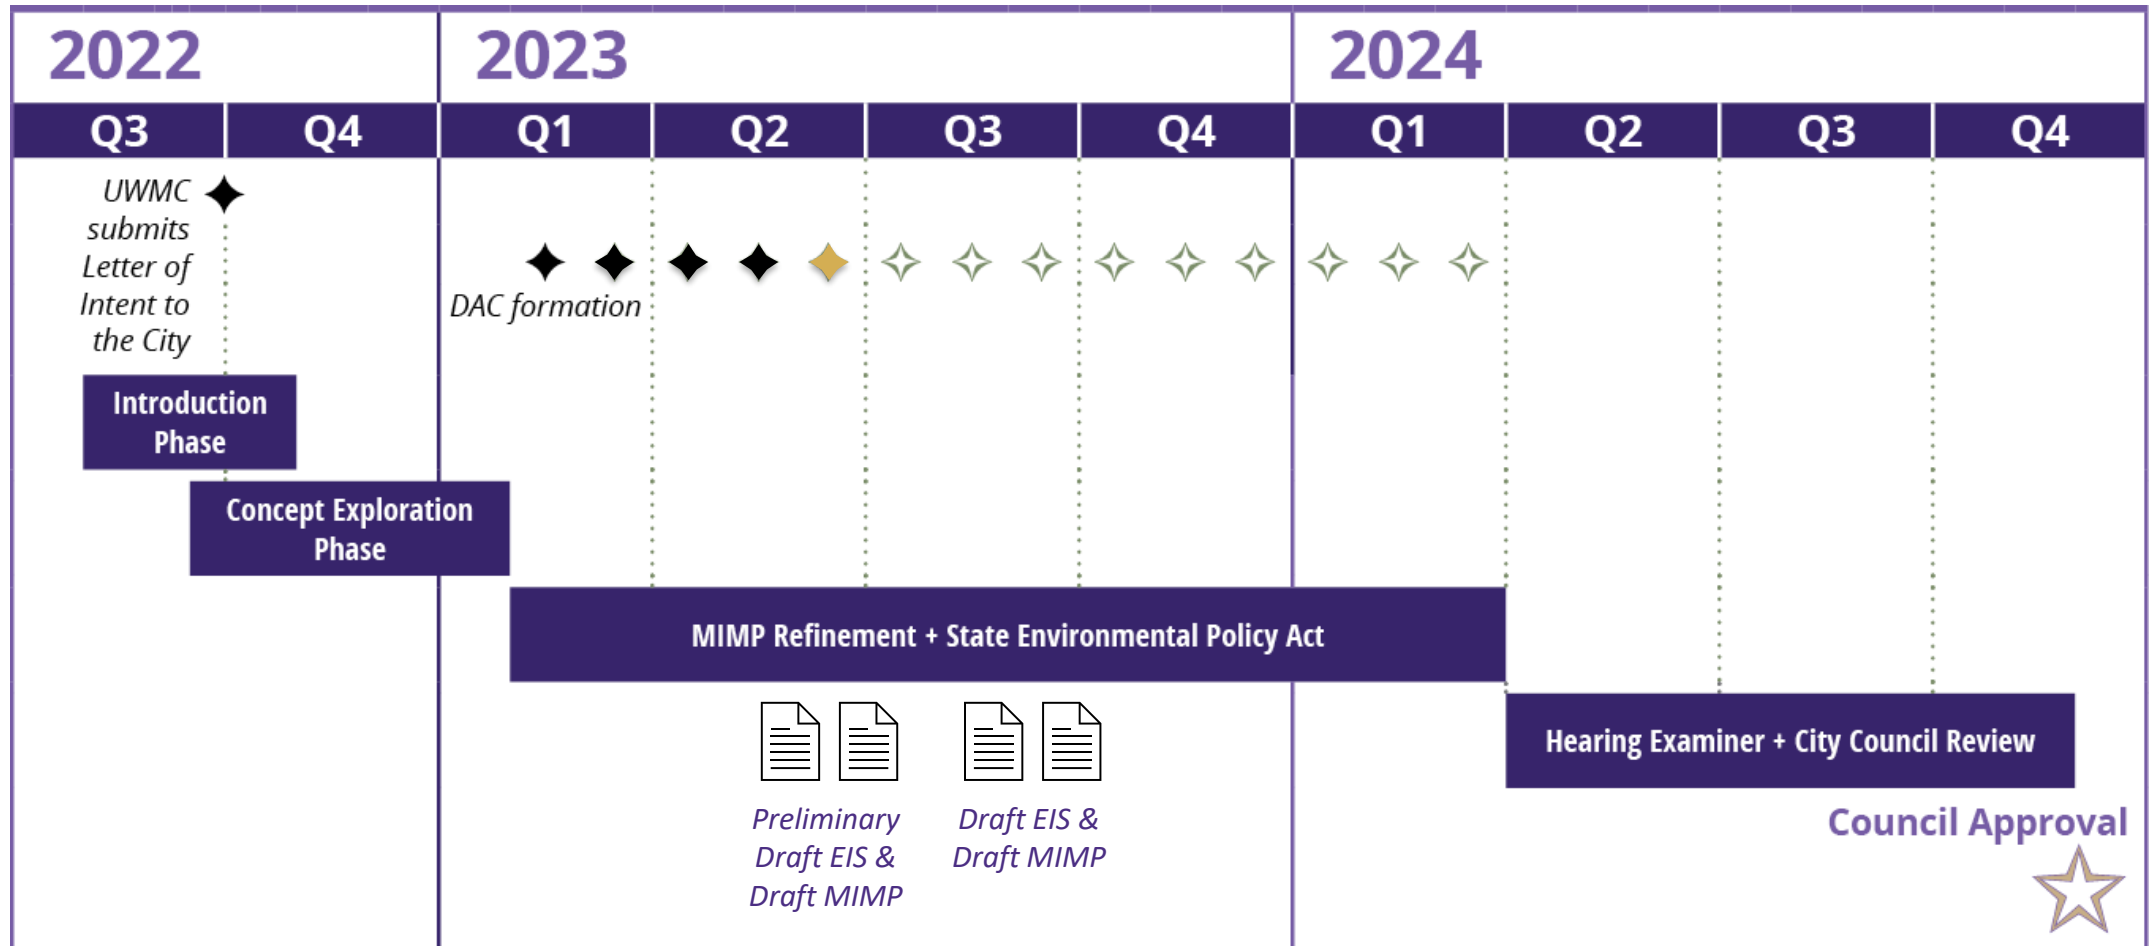 2022
2023
2024
Q3
Q4
Q1
Q2
Q3
Q4
Q1
Q2
Q3
Q4
UWMC
submits
Letter of
Intent to
the City
DAC formation
Introduction
Phase
Concept Exploration
Phase
MIMP Refinement + State Environmental Policy Act
Hearing Examiner + City Council Review
Preliminary
Draft EIS &
Draft MIMP
Draft EIS &
Draft MIMP
Council Approval